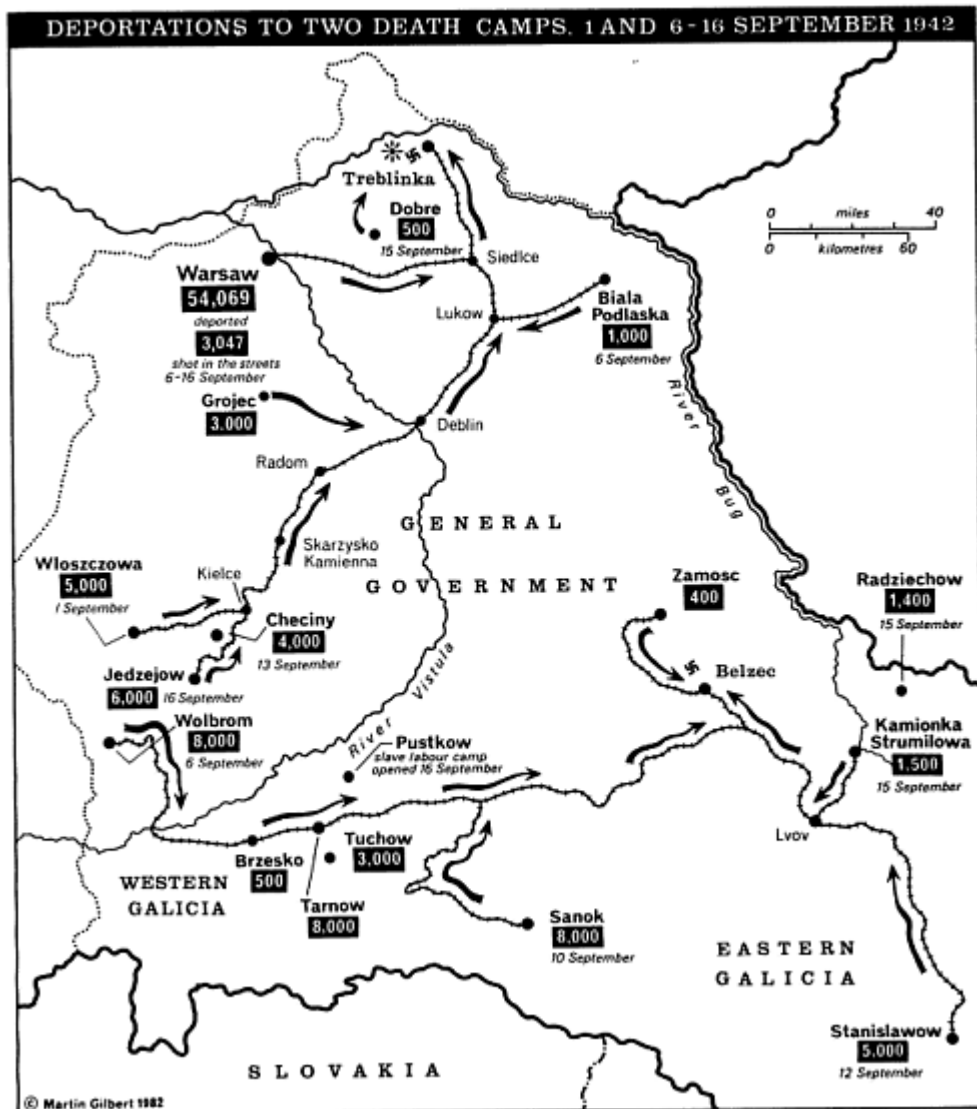 DEPORTATIONS TO TWO DEATH CAMPS. 1 AND 6-16 SEPTEMBER 1942
Treblinka
Dobre
500
15 September
0 miles 40
0 kilometres 60
Warsaw
54,069
deported
3,047
shot in the streets
6-16 September
Siedlce
Lukow
Biala
Podlaska
1,000
6 September
Grojec
3.000
Deblin
Radom
River Bug
GENERAL
GOVERNMENT
Skarzysko
Kamienna
Wloszczowa
5,000
1 September
Kielce
Checiny
4,000
13 September
Zamosc
400
Radziechow
1,400
15 September
Jedzejow
6,000 16 September
Belzec
Wolbrom
8,000
6 September
River Vistula
Pustkow
slave labour camp
opened 16 September
Kamionka
Strumilowa
1.500
15 September
Lvov
Brzesko
500
Tuchow
3,000
Tarnow
8,000
WESTERN
GALICIA
Sanok
8,000
10 September
EASTERN
GALICIA
Stanislawow
5,000
12 September
SLOVAKIA
© Martin Gilbert 1982